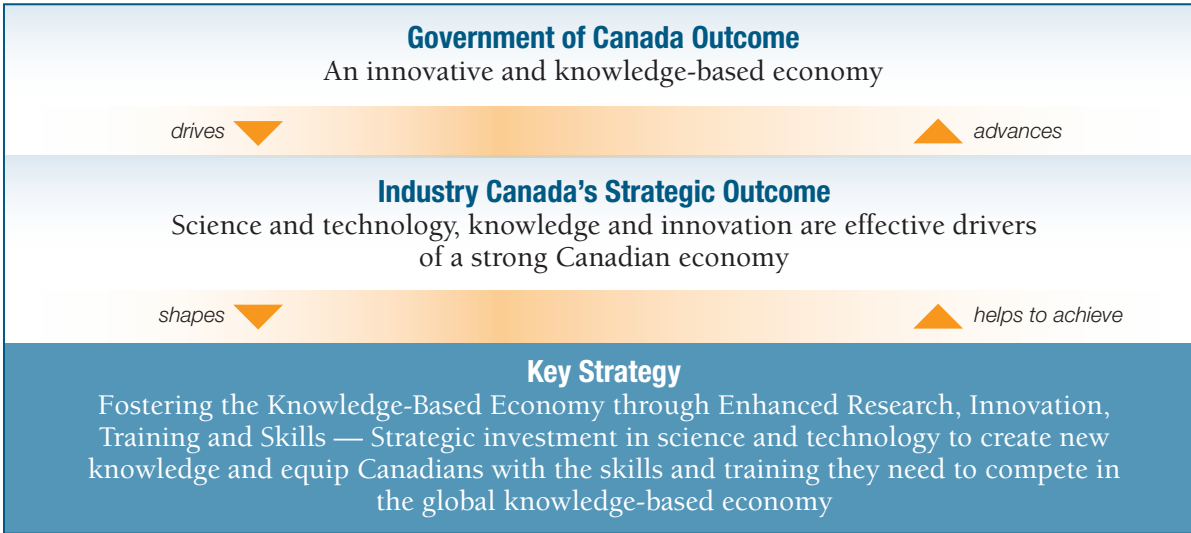 Government of Canada Outcome
An innovative and knowledge-based economy
drives
advances
Industry Canada’s Strategic Outcome
Science and technology, knowledge and innovation are effective drivers
of a strong Canadian economy
shapes
helps to achieve
Key Strategy
Fostering the Knowledge-Based Economy through Enhanced Research, Innovation,
Training and Skills — Strategic investment in science and technology to create new
knowledge and equip Canadians with the skills and training they need to compete in
the global knowledge-based economy